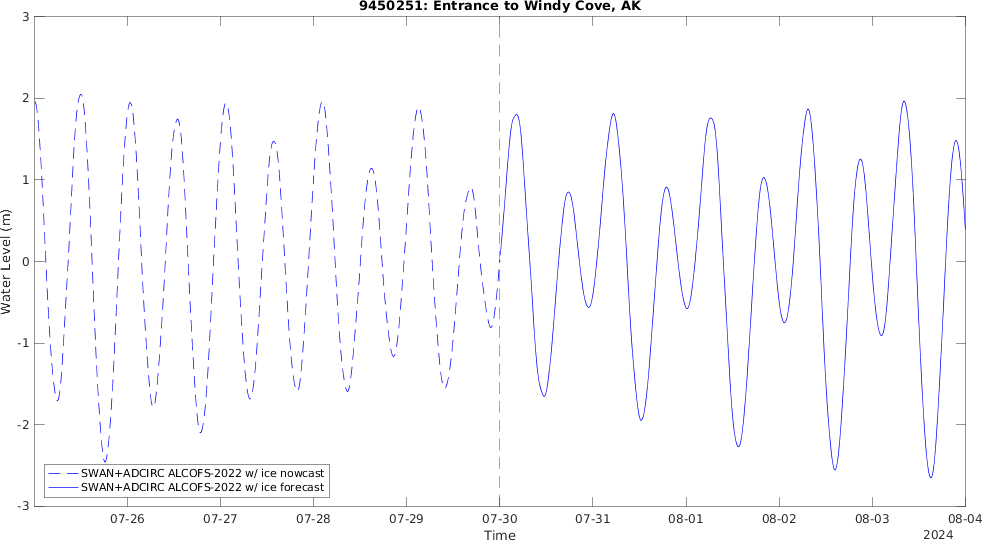 9450251: Entrance to Windy Cove, AK
3
2
1
0
-1
-2
-3
Water Level (m)
SWAN+ADCIRC ALCOFS-2022 w/ ice nowcast
SWAN+ADCIRC ALCOFS-2022 w/ ice forecast
07-26 07-27 07-28 07-29 07-30 07-31 08-01 08-02 08-03 08-04
Time
2024